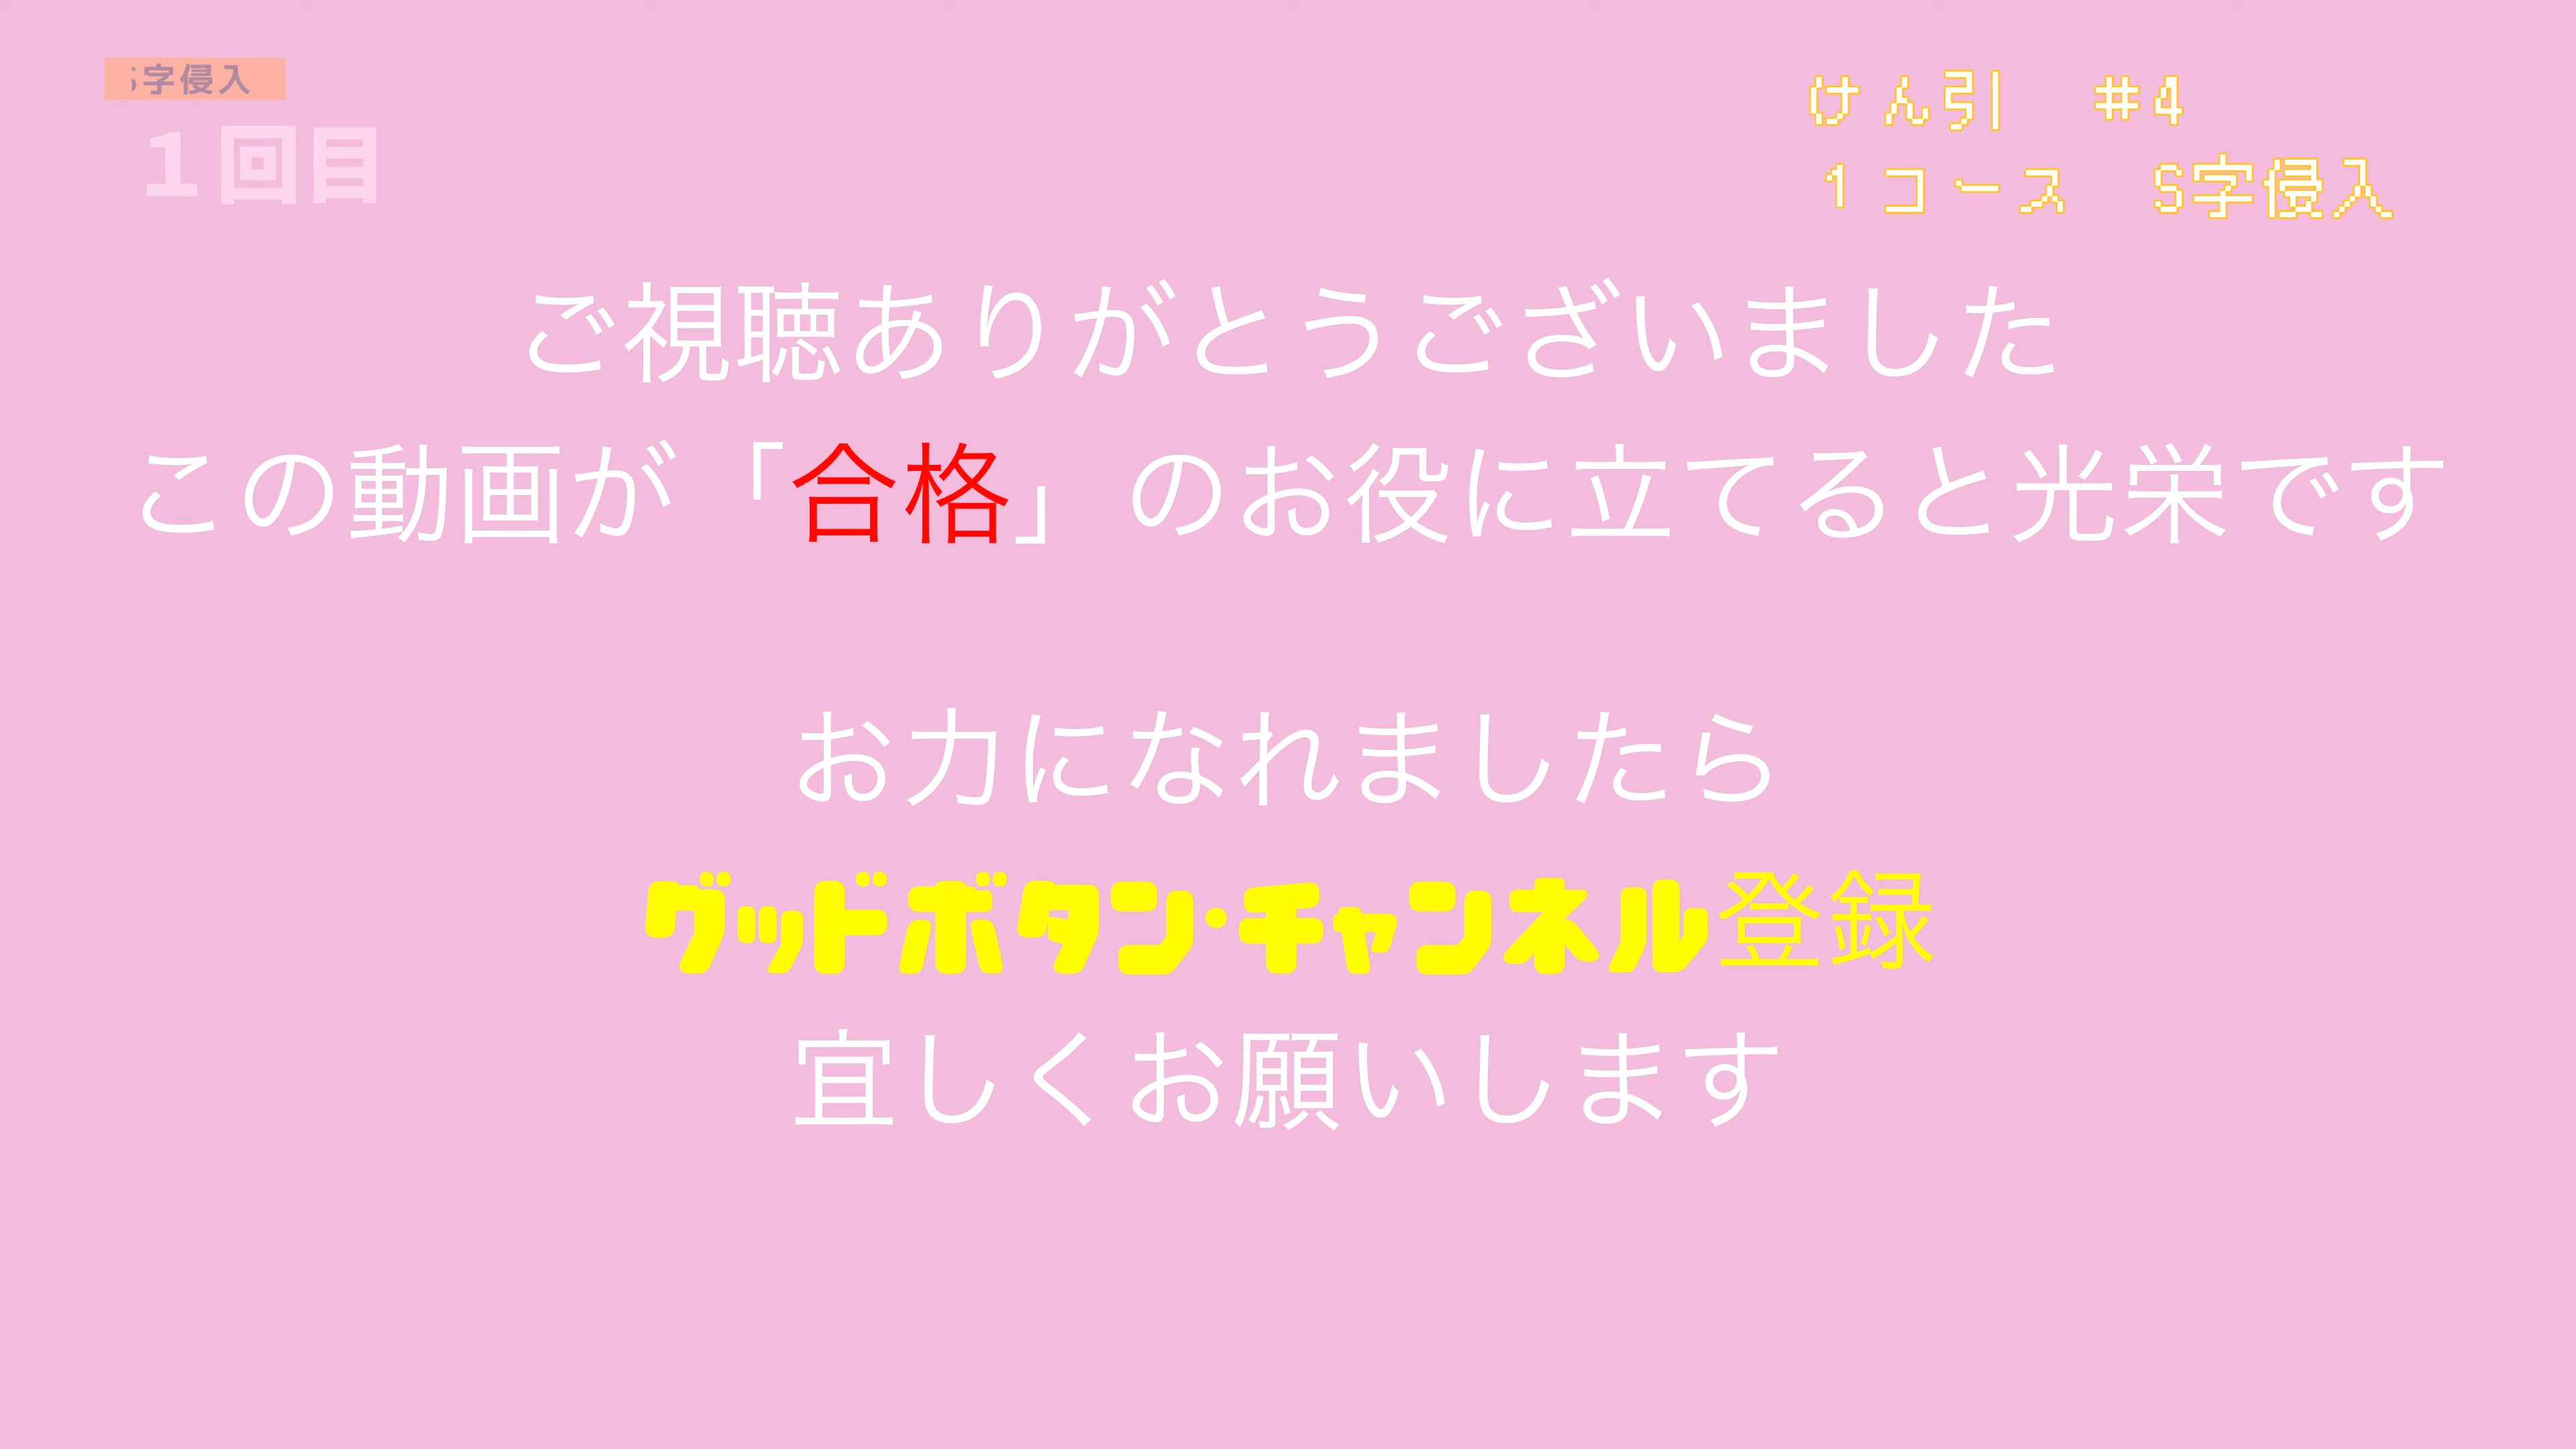 字侵入
1回目
けん引　#4
1コース　S字侵入
ご視聴ありがとうございました
この動画が「合格」のお役に立てると光栄です
お力になれましたら
グッドボタン・チャンネル登録
宜しくお願いします